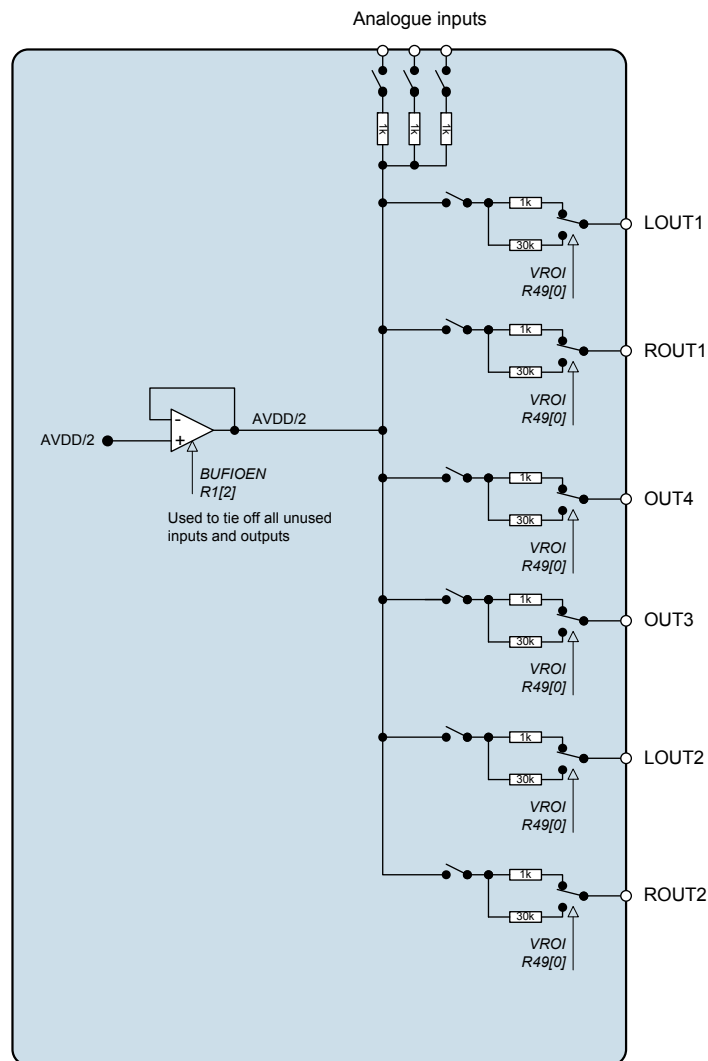 Analogue inputs
1k 1k 1k
1k
LOUT1
30k
VROI
R49[0]
1k
ROUT1
30k
VROI
R49[0]
AVDD/2
-
+
AVDD/2
BUFIOEN
R1[2]
Used to tie off all unused
inputs and outputs
1k
OUT4
30k
VROI
R49[0]
1k
OUT3
30k
VROI
R49[0]
1k
LOUT2
30k
VROI
R49[0]
1k
ROUT2
30k
VROI
R49[0]